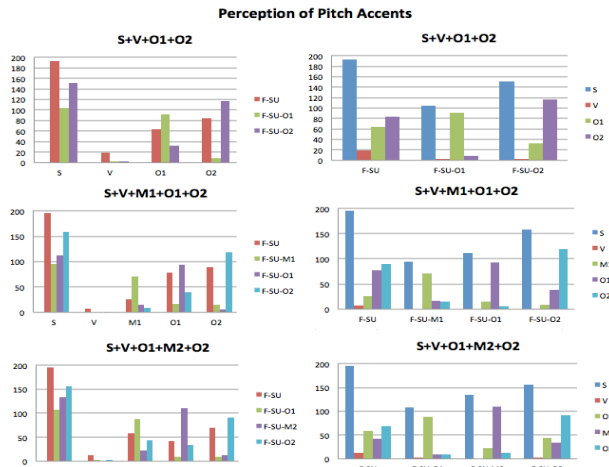 Perception of Pitch Accents
S+V+O1+O2
200
180
160
140
120
100
80
60
40
20
0
S V O1 O2
F-SU
F-SU-O1
F-SU-O2
S+V+O1+O2
200
180
160
140
120
100
80
60
40
20
0
F-SU F-SU-O1 F-SU-O2
S
V
O1
O2
S+V+M1+O1+O2
200
150
100
50
0
S V M1 O1 O2
F-SU
F-SU-M1
F-SU-O1
F-SU-O2
S+V+M1+O1+O2
200
150
100
50
0
F-SU F-SU-M1 F-SU-O1 F-SU-O2
S
V
M1
O1
O2
S+V+O1+M2+O2
200
150
100
50
0
F-SU
F-SU-O1
F-SU-M2
F-SU-O2
S+V+O1+M2+O2
200
150
100
50
0
S
V